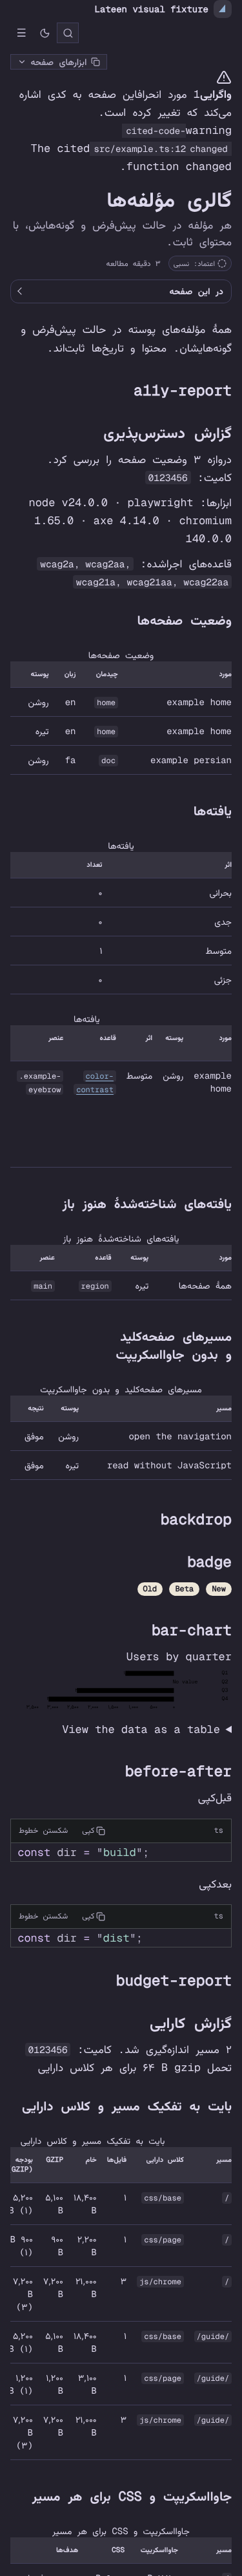 Lateen visual fixture
ابزارهای صفحه
واگرایی1 مورد انحرافاین صفحه به کدی اشاره
می‌کند که تغییر کرده است.
cited-code-warning
The cited src/example.ts:12 changed
function changed.
گالری مؤلفه‌ها
هر مؤلفه در حالت پیش‌فرض و گونه‌هایش، با
محتوای ثابت.
اعتماد: نسبی
۳ دقیقه مطالعه
در این صفحه
همهٔ مؤلفه‌های پوسته در حالت پیش‌فرض و
گونه‌هایشان. محتوا و تاریخ‌ها ثابت‌اند.
a11y-report
گزارش دسترس‌پذیری
دروازه ۳ وضعیت صفحه را بررسی کرد.
کامیت: 0123456
ابزارها: node v24.0.0 · playwright
1.65.0 · axe 4.14.0 · chromium
140.0.0
قاعده‌های اجراشده: wcag2a, wcag2aa,
wcag21a, wcag21aa, wcag22aa
وضعیت صفحه‌ها
وضعیت صفحه‌ها
مورد چیدمان زبان پوسته
example home home en روشن
example home home en تیره
example persian doc fa روشن
یافته‌ها
یافته‌ها
اثر تعداد
بحرانی ۰
جدی ۰
متوسط ۱
جزئی ۰
یافته‌ها
مورد پوسته اثر قاعده عنصر
example home روشن متوسط color-contrast .example-eyebrow
یافته‌های شناخته‌شدهٔ هنوز باز
یافته‌های شناخته‌شدهٔ هنوز باز
مورد پوسته قاعده عنصر
همهٔ صفحه‌ها تیره region main
مسیرهای صفحه‌کلید
و بدون جاوااسکریپت
مسیرهای صفحه‌کلید و بدون جاوااسکریپت
مسیر پوسته نتیجه
open the navigation روشن موفق
read without JavaScript تیره موفق
backdrop
badge
New Beta Old
bar-chart
Users by quarter
View the data as a table
before-after
قبل‌کپی
ts کپی شکستن خطوط
const dir = "build";
بعدکپی
ts کپی شکستن خطوط
const dir = "dist";
budget-report
گزارش کارایی
۲ مسیر اندازه‌گیری شد. کامیت: 0123456
تحمل ۶۴ B gzip برای هر کلاس دارایی
بایت به تفکیک مسیر و کلاس دارایی
بایت به تفکیک مسیر و کلاس دارایی
مسیر کلاس دارایی فایل‌ها خام GZIP بودجه (GZIP
/ css/base ۱ ۱۸٬۴۰۰ B ۵٬۱۰۰ B ۵٬۲۰۰ B (۱)
/ css/page ۱ ۲٬۲۰۰ B ۹۰۰ B ۹۰۰ B (۱)
/ js/chrome ۳ ۲۱٬۰۰۰ B ۷٬۲۰۰ B ۷٬۲۰۰ B (۳)
/guide/ css/base ۱ ۱۸٬۴۰۰ B ۵٬۱۰۰ B ۵٬۲۰۰ B (۱)
/guide/ css/page ۱ ۳٬۱۰۰ B ۱٬۲۰۰ B ۱٬۲۰۰ B (۱)
/guide/ js/chrome ۳ ۲۱٬۰۰۰ B ۷٬۲۰۰ B ۷٬۲۰۰ B (۳)
جاوااسکریپت و CSS برای هر مسیر
جاوااسکریپت و CSS برای هر مسیر
مسیر جاوااسکریپت CSS هدف‌ها